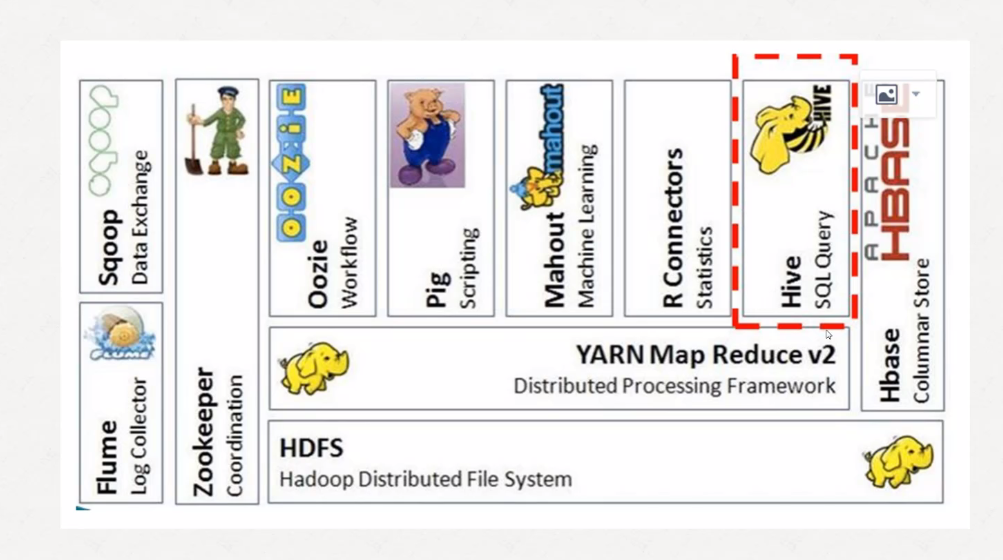 sqoop
Sqoop
Data Exchange
FLUME
Flume
Log Collector
Zookeeper
Coordination
OOZIE
Oozie
Workflow
Pig
Scripting
mahout
Mahout
Machine Learning
R Connectors
Statistics
HIVE
Hive
SQL Query
APACHE
HBASE
Hbase
Columnar Store
YARN Map Reduce v2
Distributed Processing Framework
HDFS
Hadoop Distributed File System